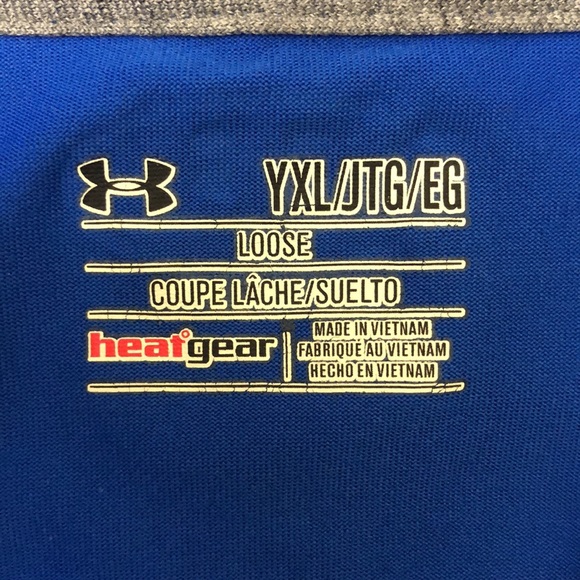 YXL/JTG/EG
LOOSE
COUPE LÂCHE/SUELTO
heatgear
MADE IN VIETNAM
FABRIQUÉ AU VIETNAM
HECHO EN VIETNAM